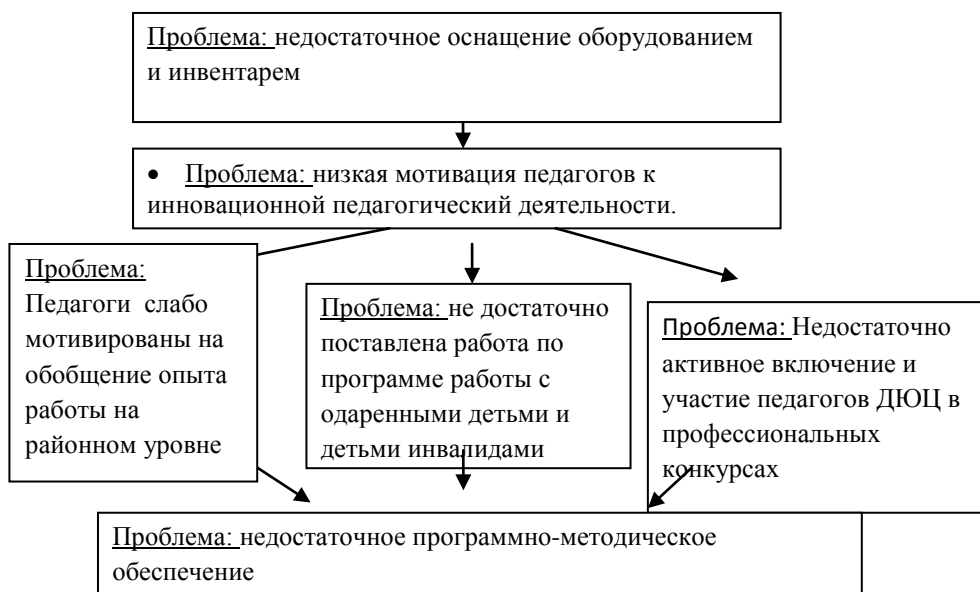 Проблема: недостаточное оснащение оборудованием
и инвентарем
• Проблема: низкая мотивация педагогов к
инновационной педагогический деятельности.
Проблема:
Педагоги слабо
мотивированы на
обобщение опыта
работы на
районном уровне
Проблема: не достаточно
поставлена работа по
программе работы с
одаренными детьми и
детьми инвалидами
Проблема: Недостаточно
активное включение и
участие педагогов ДЮЦ в
профессиональных
конкурсах
Проблема: недостаточное программно-методическое
обеспечение